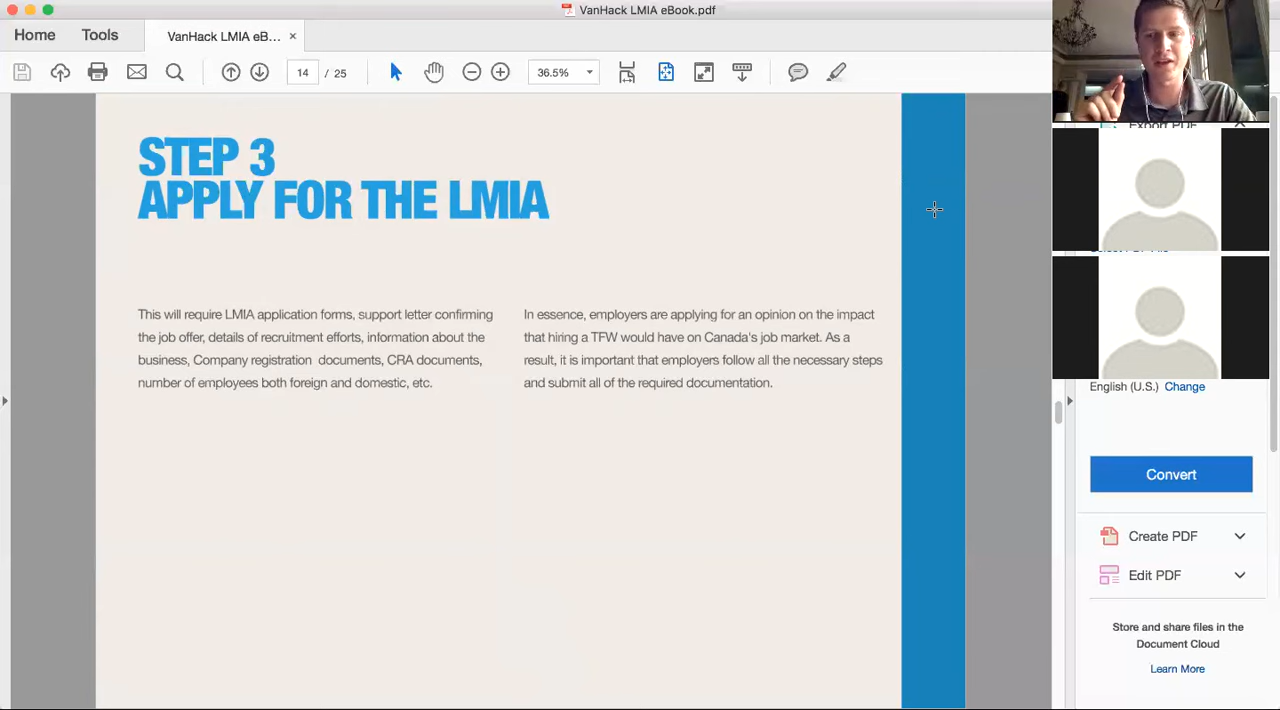 VanHack LMIA eBook.pdf
Home
Tools
VanHack LMIA eB... ×
14 / 25
36.5%
Export PDF
STEP 3
APPLY FOR THE LMIA
This will require LMIA application forms, support letter confirming
the job offer, details of recruitment efforts, information about the
business, Company registration documents, CRA documents,
number of employees both foreign and domestic, etc.
In essence, employers are applying for an opinion on the impact
that hiring a TFW would have on Canada's job market. As a
result, it is important that employers follow all the necessary steps
and submit all of the required documentation.
English (U.S.) Change
Convert
Create PDF
Edit PDF
Store and share files in the
Document Cloud
Learn More